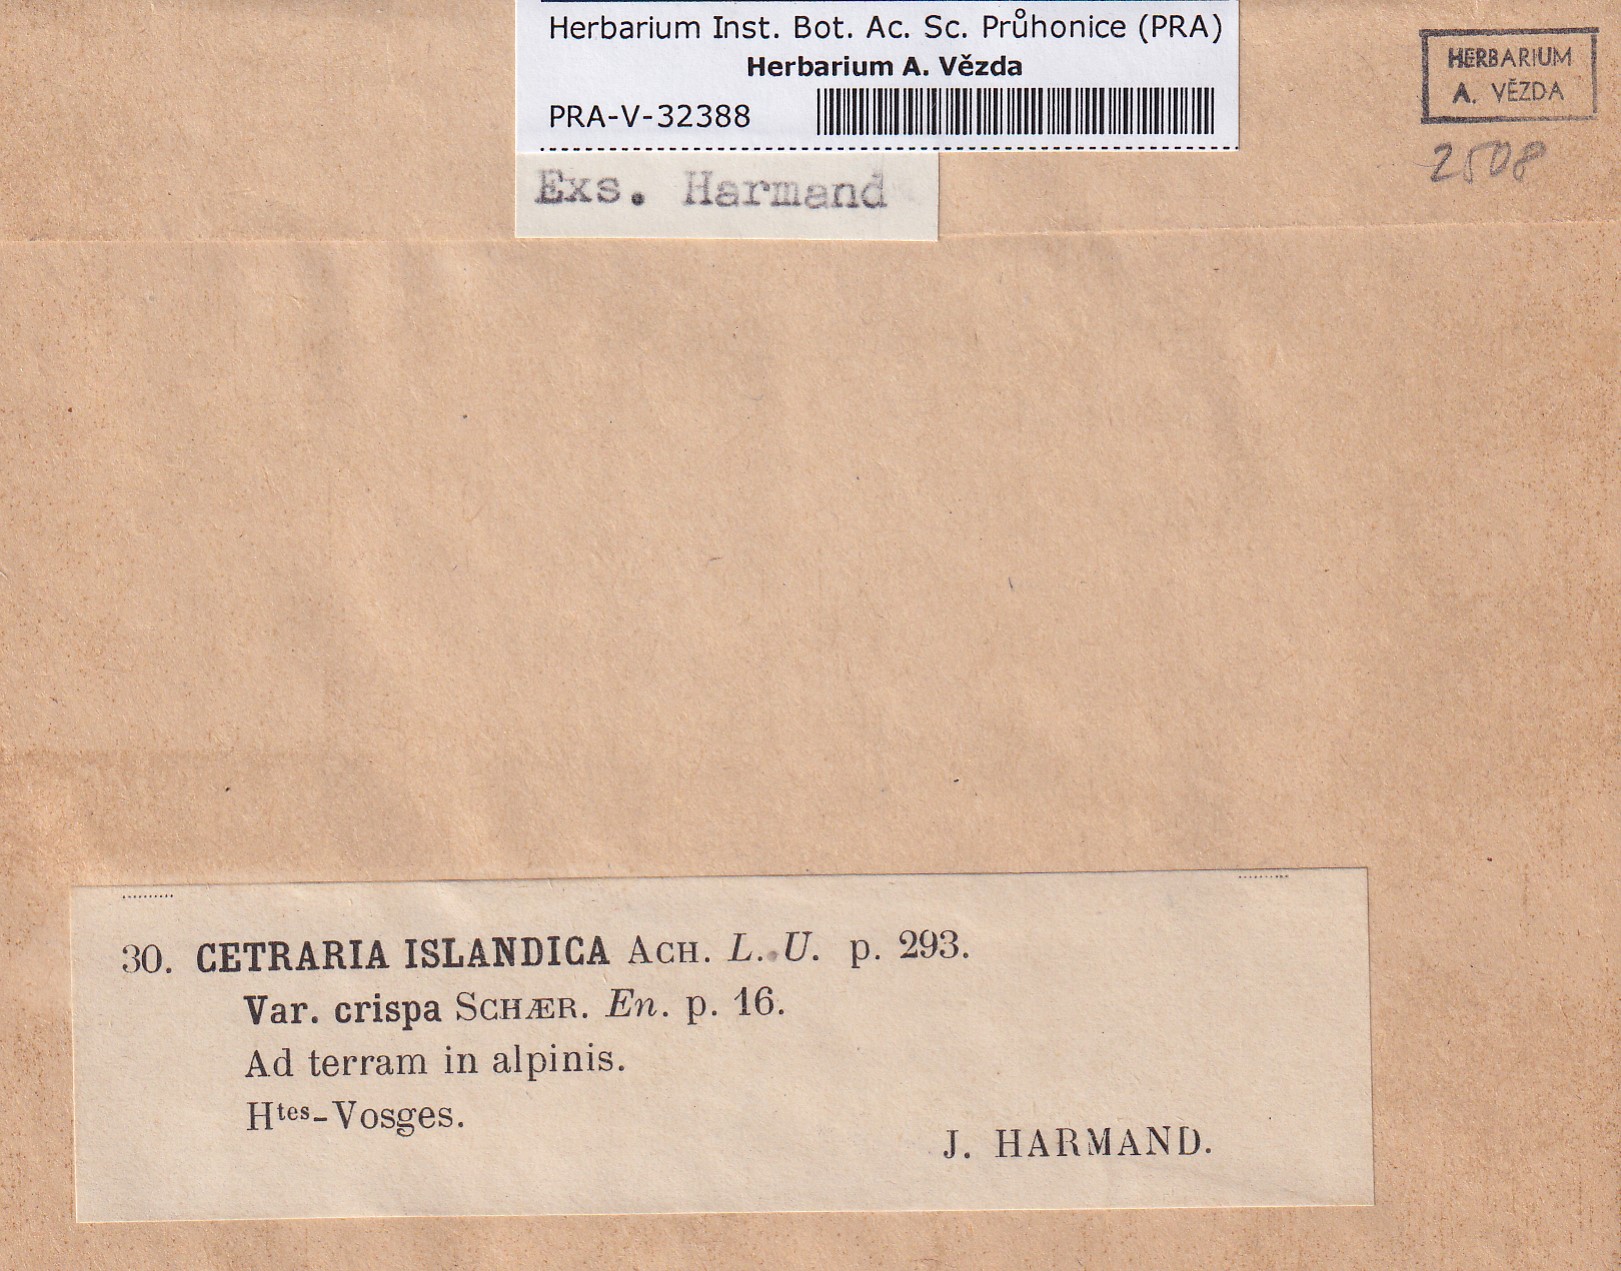 Herbarium Inst. Bot. Ac. Sc. Průhonice (PRA)
Herbarium A. Vězda
PRA-V-32388
HERBARIUM
A. VĚZDA
2508
Exs. Harmand
30. CETRARIA ISLANDICA ACH. L. U. p. 293.
Var. crispa SCHÆR. En. p. 16.
Ad terram in alpinis.
Htes-Vosges.
J. HARMAND.